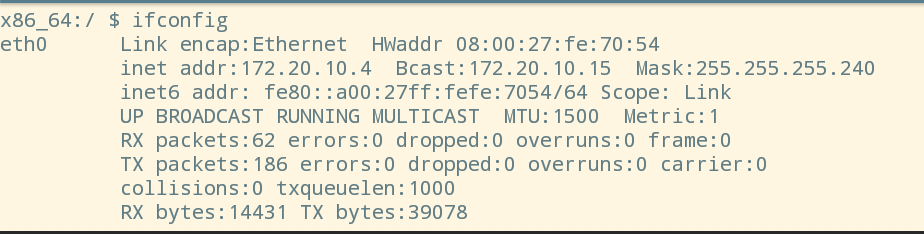 x86_64:/ $ ifconfig
eth0      Link encap:Ethernet  HWaddr 08:00:27:fe:70:54
          inet addr:172.20.10.4  Bcast:172.20.10.15  Mask:255.255.255.240
          inet6 addr: fe80::a00:27ff:fefe:7054/64 Scope: Link
          UP BROADCAST RUNNING MULTICAST  MTU:1500  Metric:1
          RX packets:62 errors:0 dropped:0 overruns:0 frame:0
          TX packets:186 errors:0 dropped:0 overruns:0 carrier:0
          collisions:0 txqueuelen:1000
          RX bytes:14431 TX bytes:39078